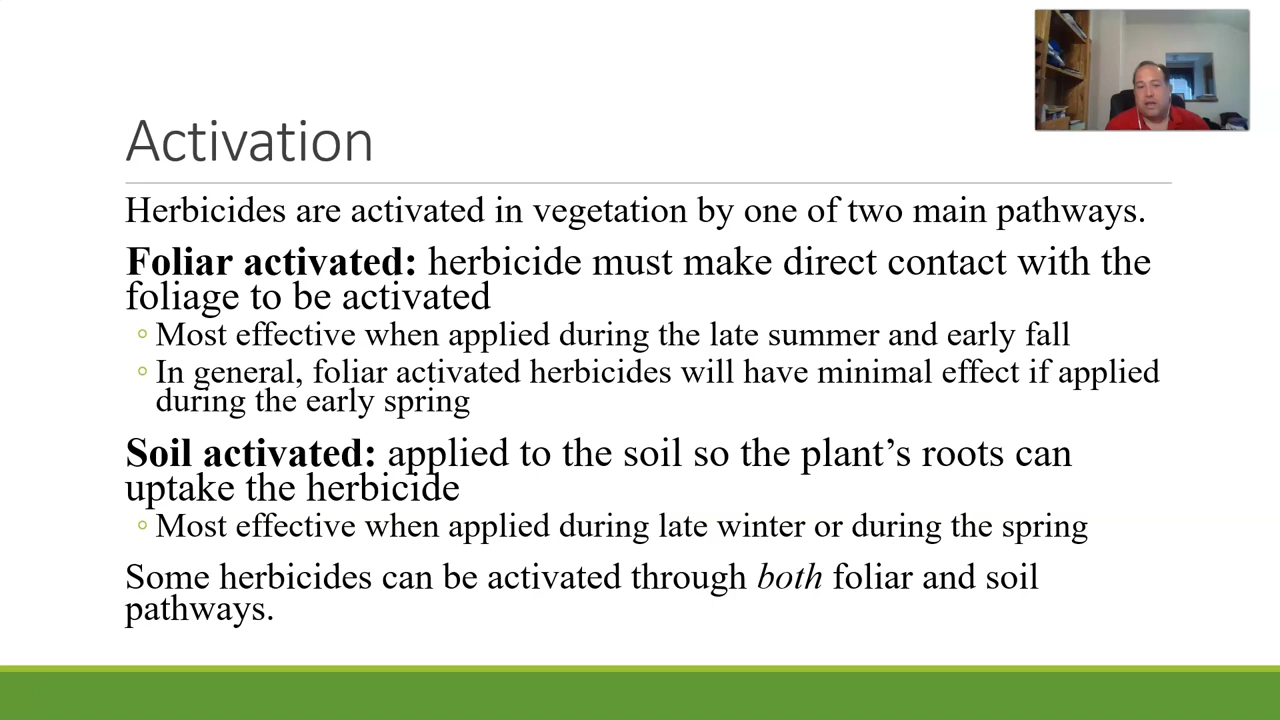 Activation
Herbicides are activated in vegetation by one of two main pathways.
Foliar activated: herbicide must make direct contact with the
foliage to be activated
◦ Most effective when applied during the late summer and early fall
◦ In general, foliar activated herbicides will have minimal effect if applied
during the early spring
Soil activated: applied to the soil so the plant’s roots can
uptake the herbicide
◦ Most effective when applied during late winter or during the spring
Some herbicides can be activated through both foliar and soil
pathways.